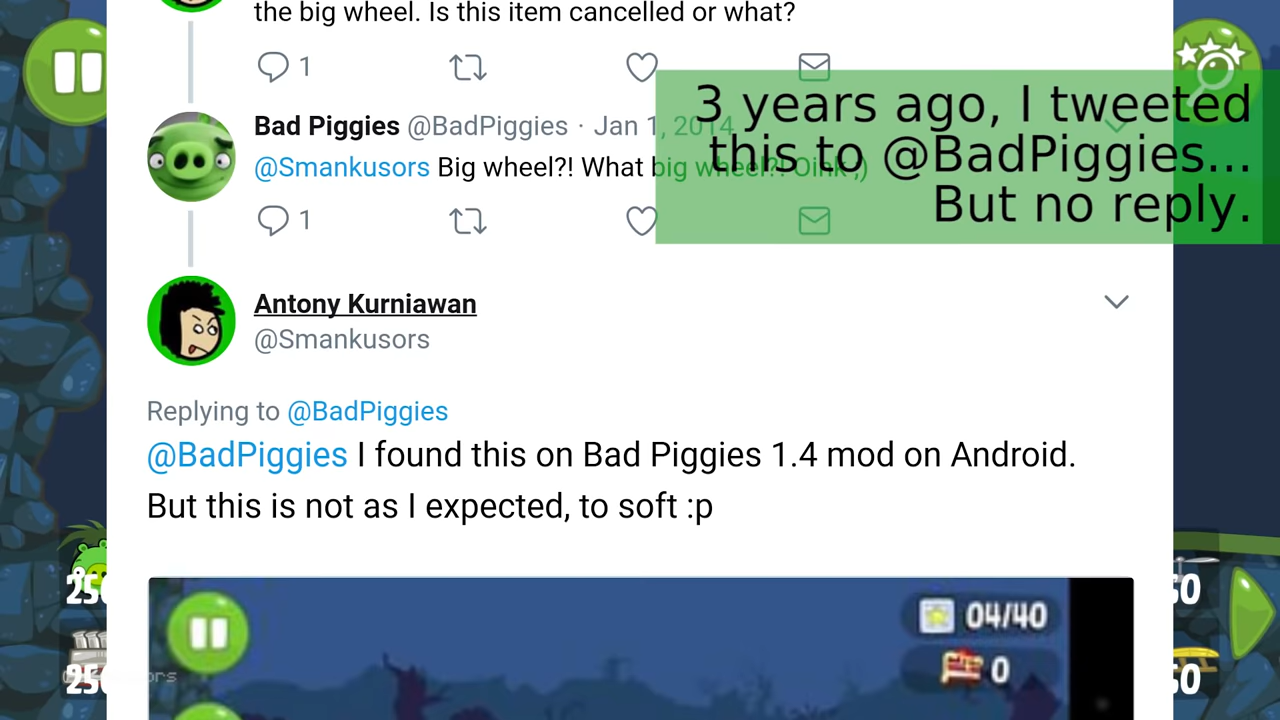 the big wheel. Is this item cancelled or what?
1
Bad Piggies @BadPiggies · Jan 1, 2014
@Smankusors Big wheel?! What big wheel?! Oink ;)
1
3 years ago, I tweeted
this to @BadPiggies...
But no reply.
Antony Kurniawan
@Smankusors
Replying to @BadPiggies
@BadPiggies I found this on Bad Piggies 1.4 mod on Android.
But this is not as I expected, to soft :p
04/40
0